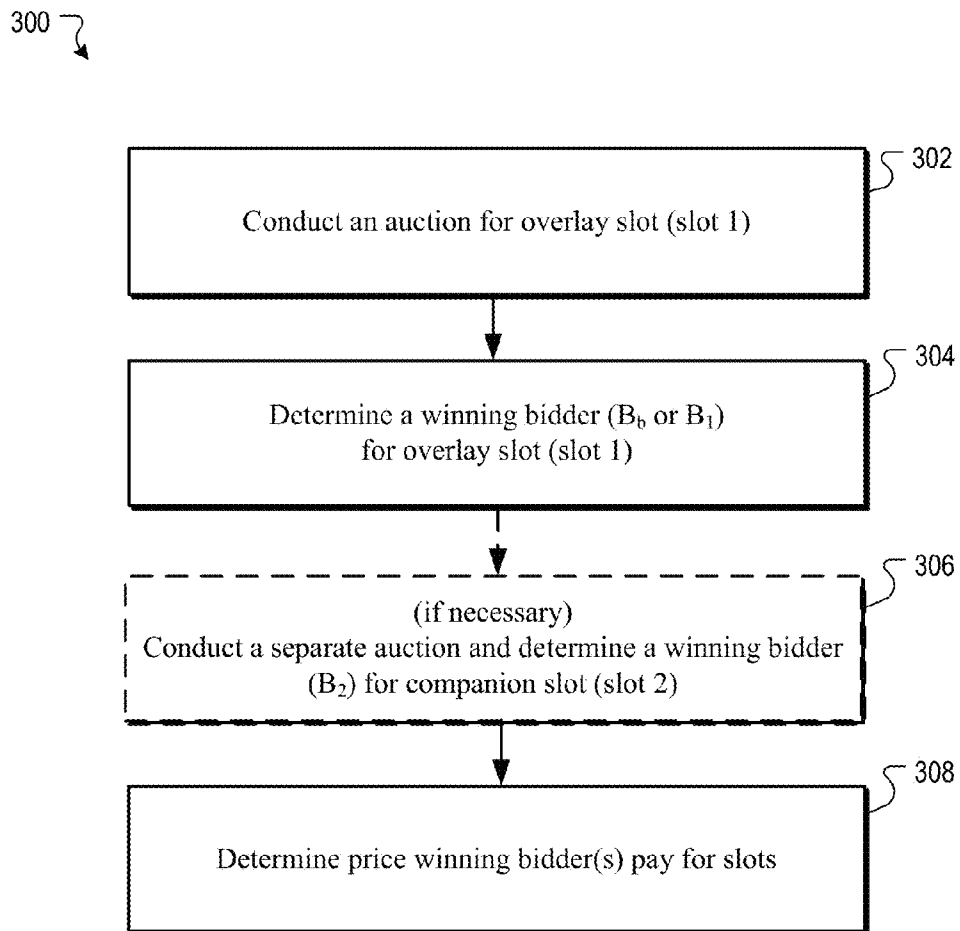 300
302
Conduct an auction for overlay slot (slot 1)
304
Determine a winning bidder (B_b or B_1)
for overlay slot (slot 1)
306
(if necessary)
Conduct a separate auction and determine a winning bidder
(B_2) for companion slot (slot 2)
308
Determine price winning bidder(s) pay for slots